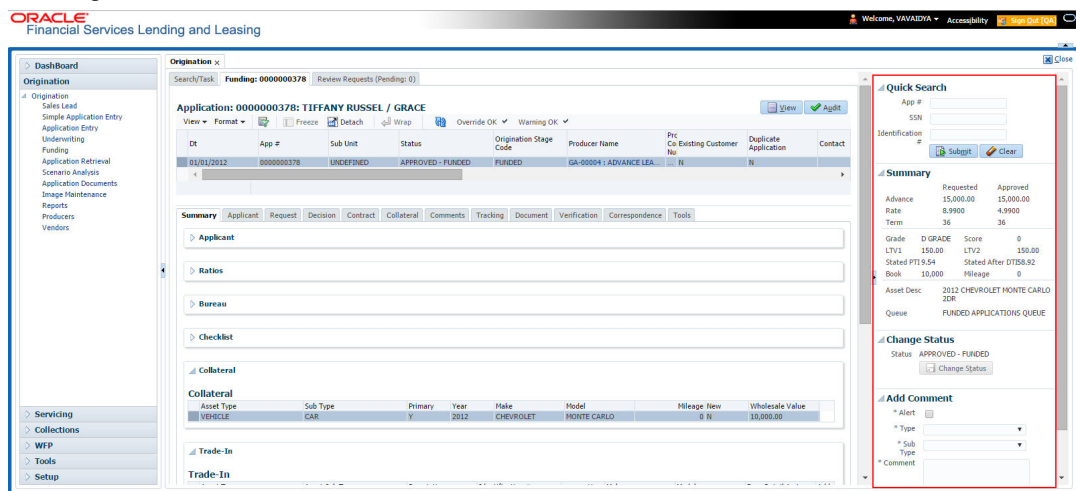 ORACLE
Financial Services Lending and Leasing
Welcome, VAVAIDYA Accessibility Sign Out [QA]
Close
DashBoard
Origination
Origination
Sales Lead
Simple Application Entry
Application Entry
Underwriting
Funding
Application Retrieval
Scenario Analysis
Application Documents
Image Maintenance
Reports
Producers
Vendors
Servicing
Collections
WFP
Tools
Setup
Origination x
Search/Task Funding: 0000000378 Review Requests (Pending: 0)
Application: 0000000378: TIFFANY RUSSEL / GRACE
View Audit
View Format Freeze Detach Wrap Override OK Warning OK
Dt App # Sub Unit Status Origination Stage Code Producer Name Existing Customer Duplicate Application Contact
01/01/2012 0000000378 UNDEFINED APPROVED - FUNDED FUNDED GA-00004 : ADVANCE LEA... ... N N
Summary Applicant Request Decision Contract Collateral Comments Tracking Document Verification Correspondence Tools
Applicant
Ratios
Bureau
Checklist
Collateral
Collateral
Asset Type Sub Type Primary Year Make Model Mileage New Wholesale Value
VEHICLE CAR Y 2012 CHEVROLET MONTE CARLO 0 N 10,000.00
Trade-In
Trade-In
Quick Search
App #
SSN
Identification #
Submit Clear
Summary
Requested Approved
Advance 15,000.00 15,000.00
Rate 8.9900 4.9900
Term 36 36
Grade D GRADE Score 0
LTV1 150.00 LTV2 150.00
Stated PTI 9.54 Stated After DTI 58.92
Book 10,000 Mileage 0
Asset Desc 2012 CHEVROLET MONTE CARLO
2DR
Queue FUNDED APPLICATIONS QUEUE
Change Status
Status APPROVED - FUNDED
Change Status
Add Comment
* Alert
* Type
* Sub Type
* Comment